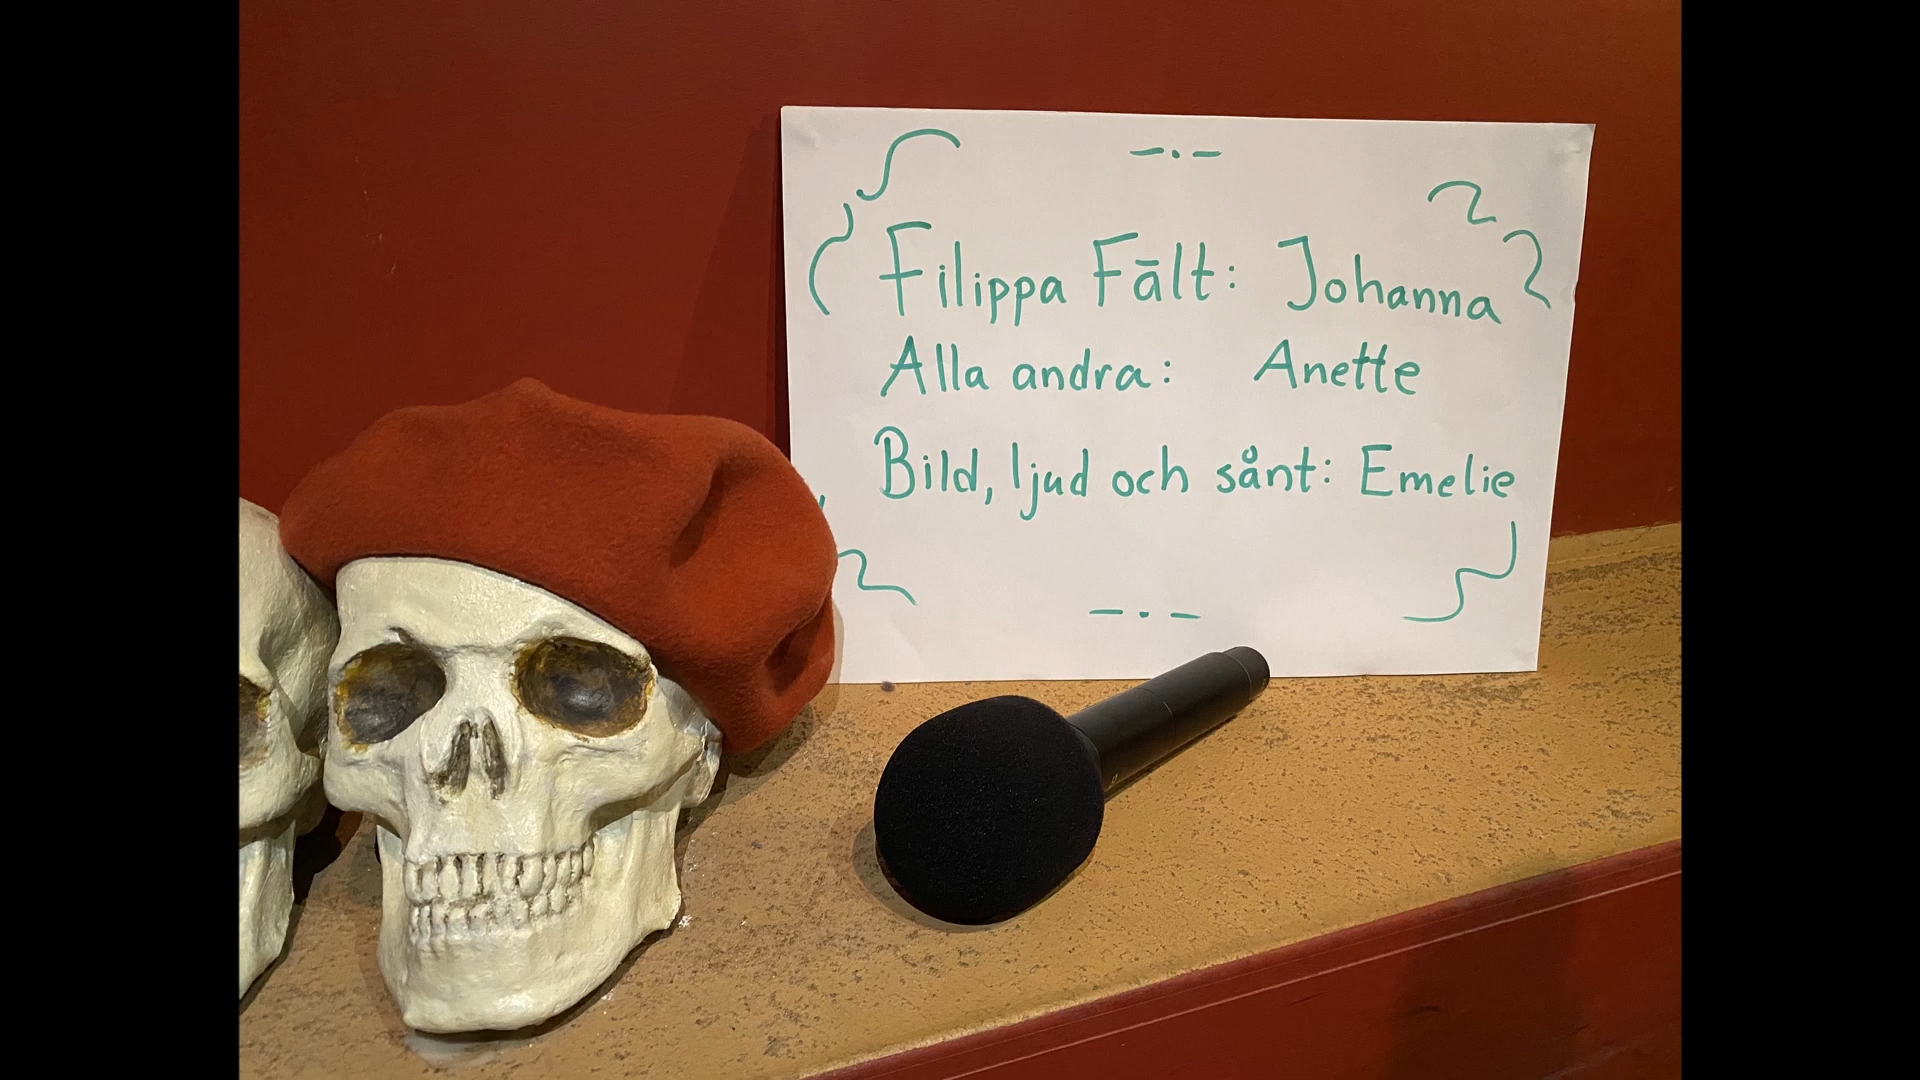 — . —
Filippa Fält: Johanna
Alla andra: Anette
Bild, ljud och sånt: Emelie
— . —